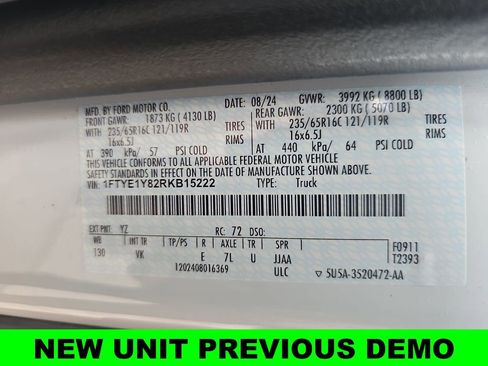 MFD. BY FORD MOTOR CO.
DATE: 08/24 GVWR: 3992 KG ( 8800 LB)
FRONT GAWR: 1873 KG ( 4130 LB) REAR GAWR: 2300 KG ( 5070 LB)
WITH 235/65R16C 121/119R TIRES WITH 235/65R16C 121/119R TIRES
16x6.5J RIMS 16x6.5J RIMS
AT 390 kPa/ 57 PSI COLD AT 440 kPa/ 64 PSI COLD
THIS VEHICLE CONFORMS TO ALL APPLICABLE FEDERAL MOTOR VEHICLE
SAFETY STANDARDS IN EFFECT ON THE DATE OF MANUFACTURE SHOWN ABOVE.
VIN: 1FTYE1Y82RKB15222 TYPE: Truck
EXT PNT: YZ RC: 72 DSO:
WB INT TR TP/PS R AXLE TR SPR F0911
130 VK E 7L U JJAA T2393
1202408016369 ULC 5U5A-3520472-AA
NEW UNIT PREVIOUS DEMO